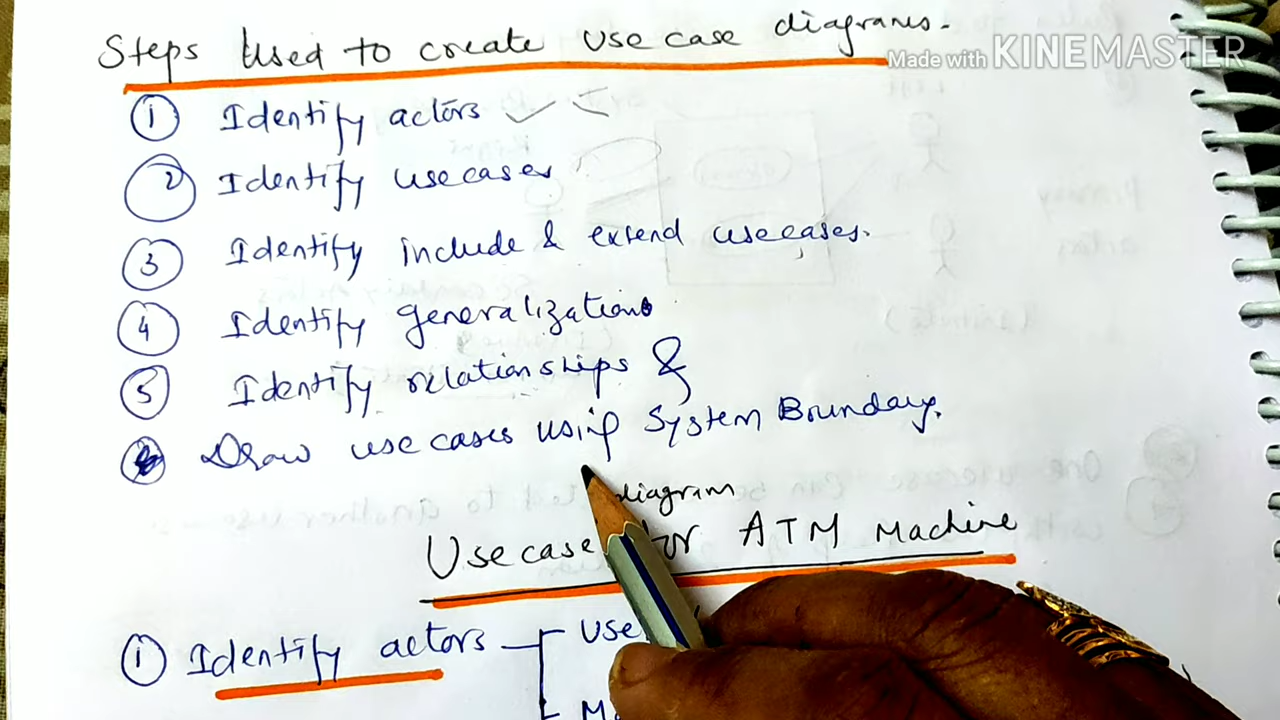 Steps Used to create use case diagrams.
Made with KINEMASTER
1 Identify actors
2 Identify usecases
3 Identify include & extend usecases.
4 Identify generalizations
5 Identify relationships &
Draw use cases using System Boundary.
diagram
Usecase for ATM Machine
1 Identify actors - Use